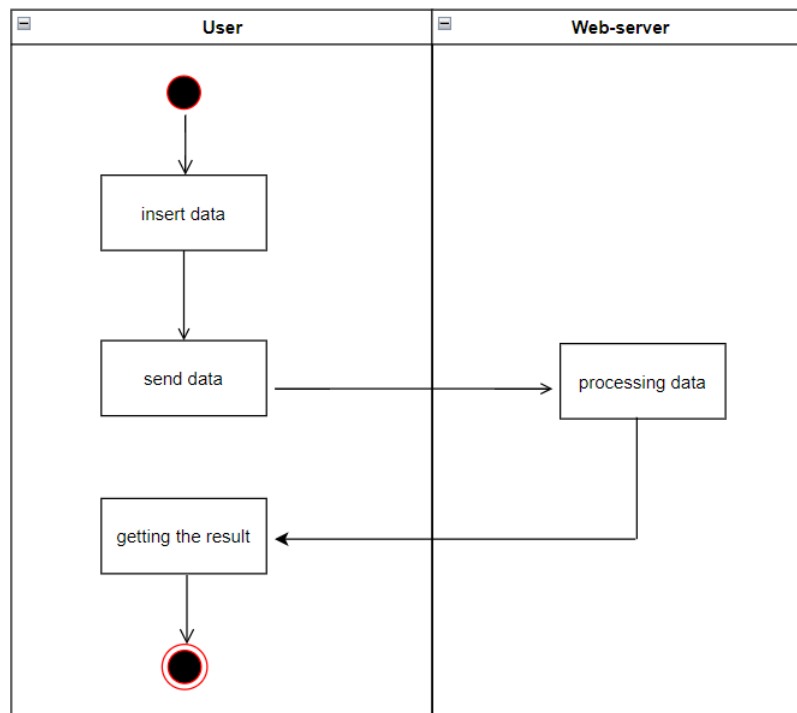 User
Web-server
insert data
send data
processing data
getting the result